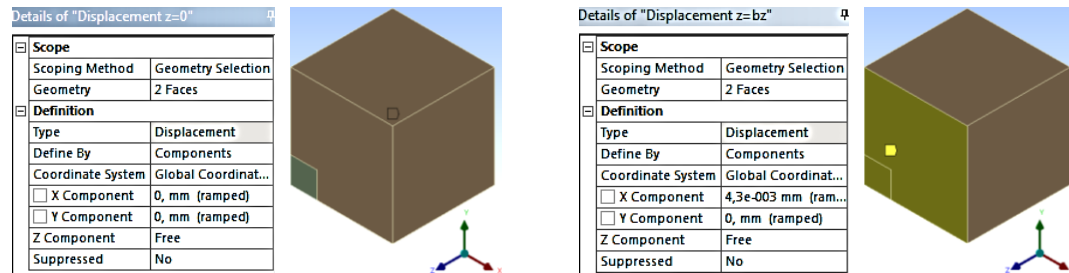 Details of "Displacement z=0"
Scope
Scoping Method Geometry Selection
Geometry 2 Faces
Definition
Type Displacement
Define By Components
Coordinate System Global Coordinat...
X Component 0, mm (ramped)
Y Component 0, mm (ramped)
Z Component Free
Suppressed No
Y
Z
X
Details of "Displacement z=bz"
Scope
Scoping Method Geometry Selection
Geometry 2 Faces
Definition
Type Displacement
Define By Components
Coordinate System Global Coordinat...
X Component 4,3e-003 mm (ram...
Y Component 0, mm (ramped)
Z Component Free
Suppressed No
Y
Z
X